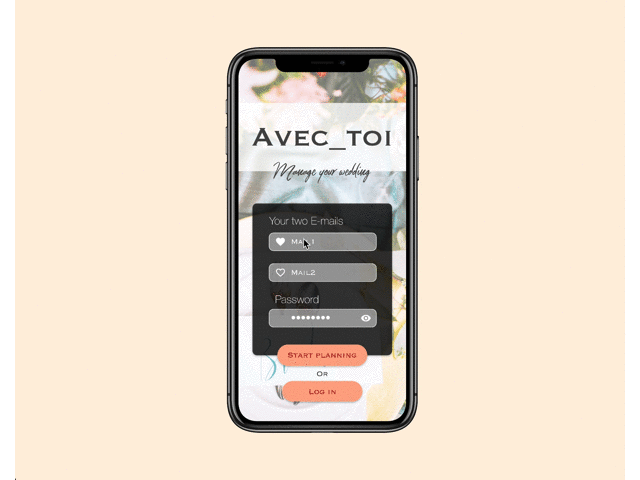 Avec_toi
Manage your wedding
Your two E-mails
Mail1
Mail2
Password
Start planning
Or
Log in